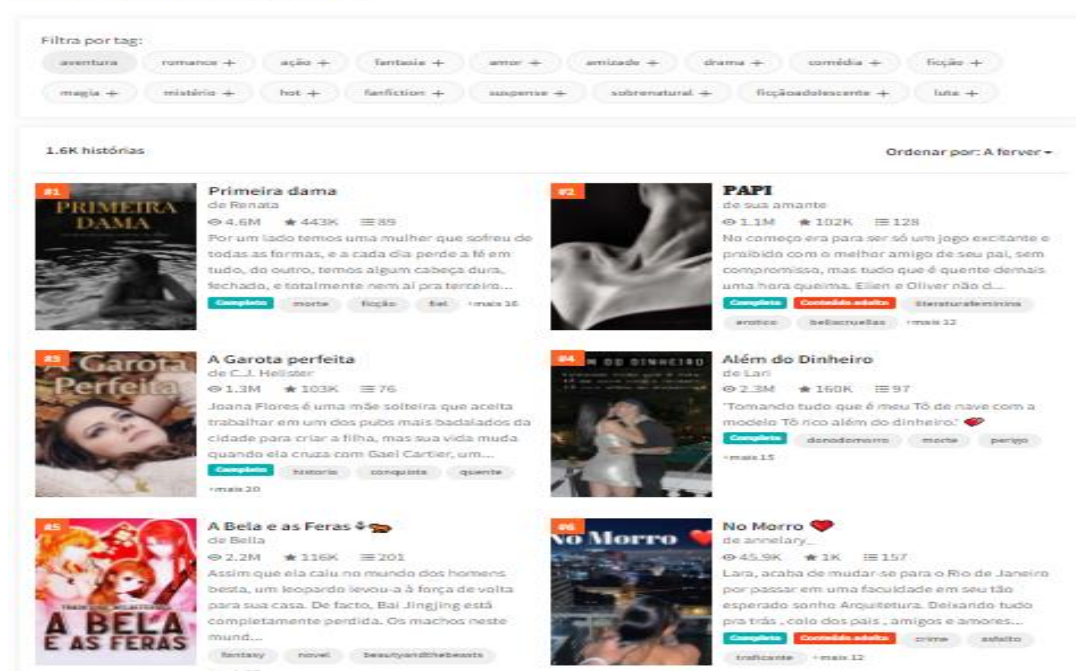 Filtra por tag:
aventura romance + ação + fantasia + amor + amizade + drama + comédia + ficção +
magia + mistério + hot + fanfiction + suspense + sobrenatural + ficçãoadolescente + luta +
1.6K histórias
Ordenar por: A ferver
#1
PRIMEIRA
DAMA
Primeira dama
de Renata
4.6M 443K 89
Por um lado temos uma mulher que sofreu de
todas as formas, e a cada dia perde a fé em
tudo, do outro, temos algum cabeça dura,
fechado, e totalmente nem aí pra terceiro...
Completo morte ficção fiel +mais 16
#2
PAPI
de sua amante
1.1M 102K 128
No começo era para ser só um jogo excitante e
proibido com o melhor amigo de seu pai, sem
compromisso, mas tudo que é quente demais
uma hora queima. Ellen e Oliver não d...
Completo Conteúdo adulto literaturafeminina
erotico bellacruellas +mais 12
#3
A Garota
Perfeita
A Garota perfeita
de C.J. Hellster
1.3M 103K 76
Joana Flores é uma mãe solteira que aceita
trabalhar em um dos pubs mais badalados da
cidade para criar a filha, mas sua vida muda
quando ela cruza com Gael Cartier, um...
Completo historia conquista quente
+mais 20
#4
ALÉM DO DINHEIRO
Além do Dinheiro
de Lari
2.3M 160K 97
"Tomando tudo que é meu Tô de nave com a
modelo Tô rico além do dinheiro."
Completo donodomorro morte perigo
+mais 15
#5
A BELA
E AS FERAS
A Bela e as Feras
de Bella
2.2M 116K 201
Assim que ela caiu no mundo dos homens
besta, um leopardo levou-a à força de volta
para sua casa. De facto, Bai Jingjing está
completamente perdida. Os machos neste
mund...
fantasy novel beautyandthebeasts
#6
No Morro
No Morro
de annelary_
45.9K 1K 157
Lara, acaba de mudar-se para o Rio de Janeiro
por passar em uma faculdade em seu tão
esperado sonho Arquitetura. Deixando tudo
pra trás , colo dos pais , amigos e amores...
Completo Conteúdo adulto crime asfalto
traficante +mais 12